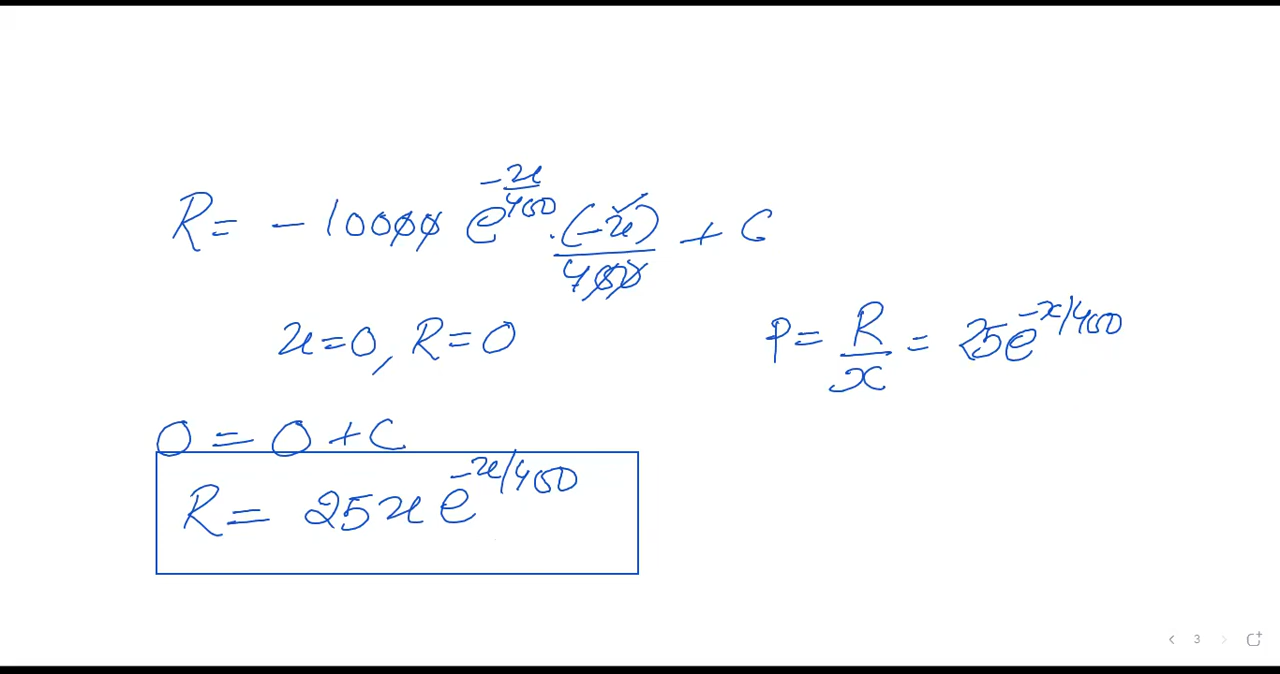 R = - 10000 e^(-x/400) · (-x)/400 + C
x = 0, R = 0
P = R/x = 25e^(-x/400)
0 = 0 + C
R = 25x e^(-x/400)
3